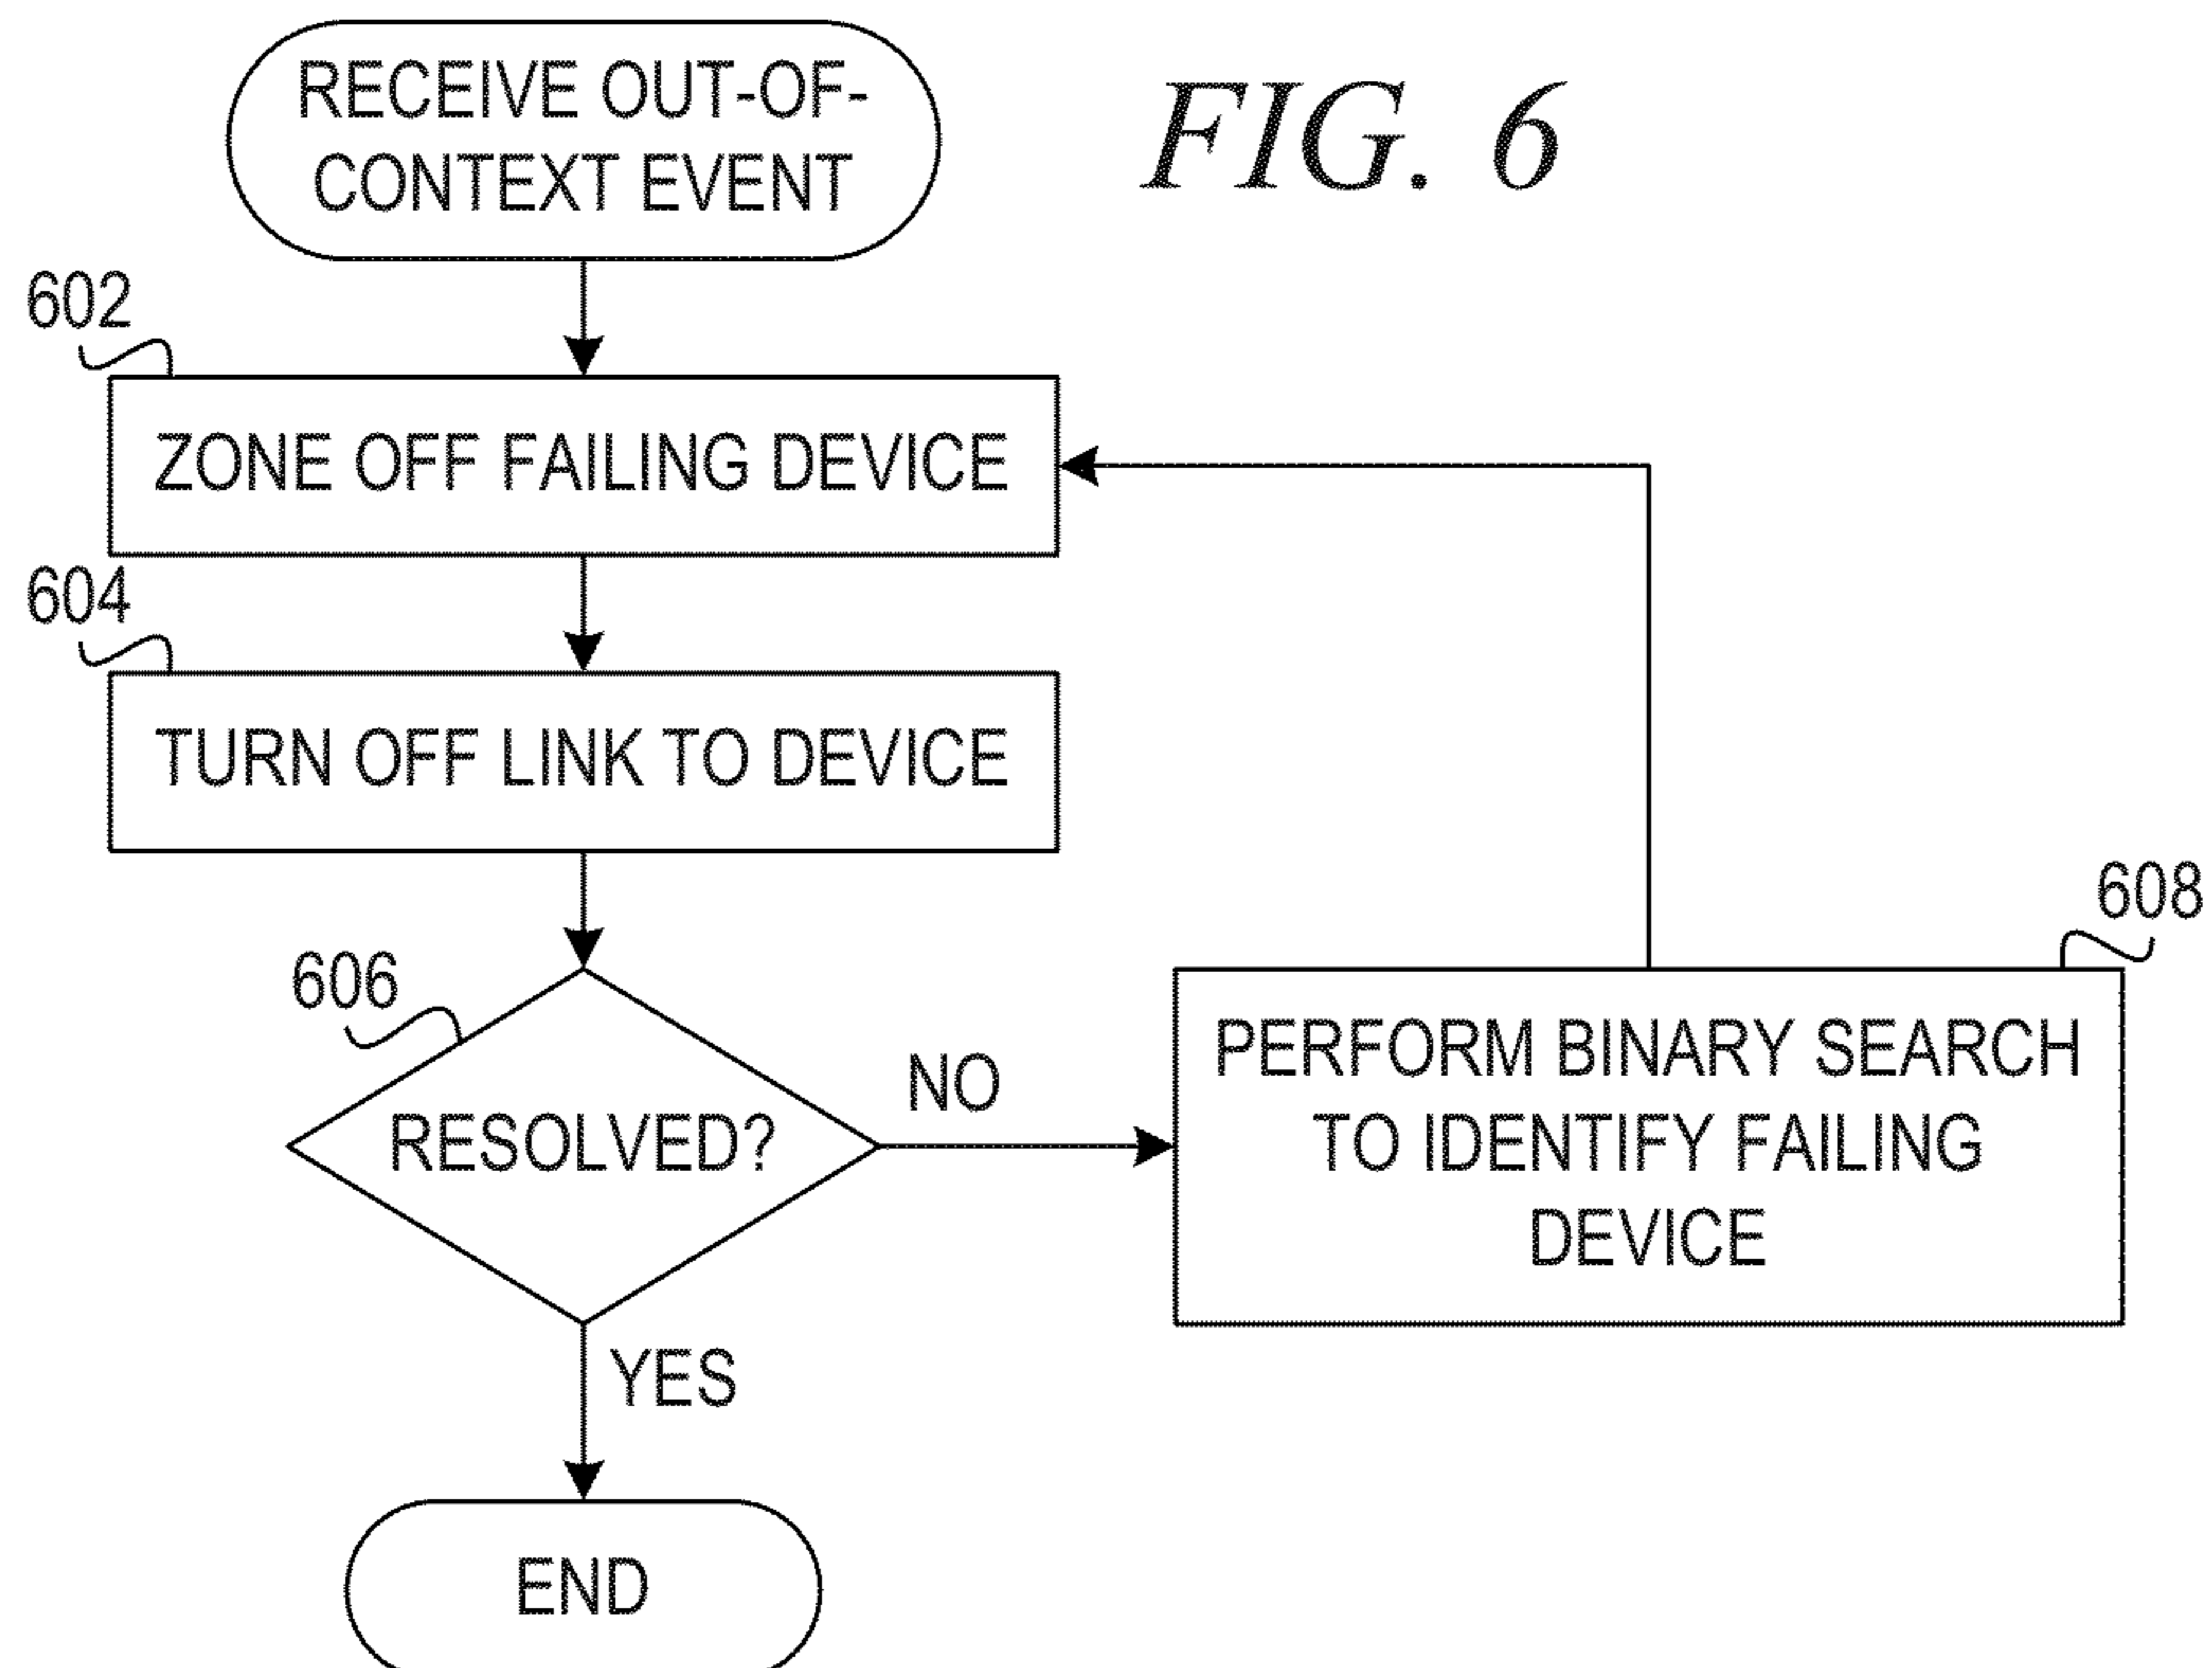 RECEIVE OUT-OF-
CONTEXT EVENT
FIG. 6
602
ZONE OFF FAILING DEVICE
604
TURN OFF LINK TO DEVICE
606
RESOLVED?
NO
608
PERFORM BINARY SEARCH
TO IDENTIFY FAILING
DEVICE
YES
END